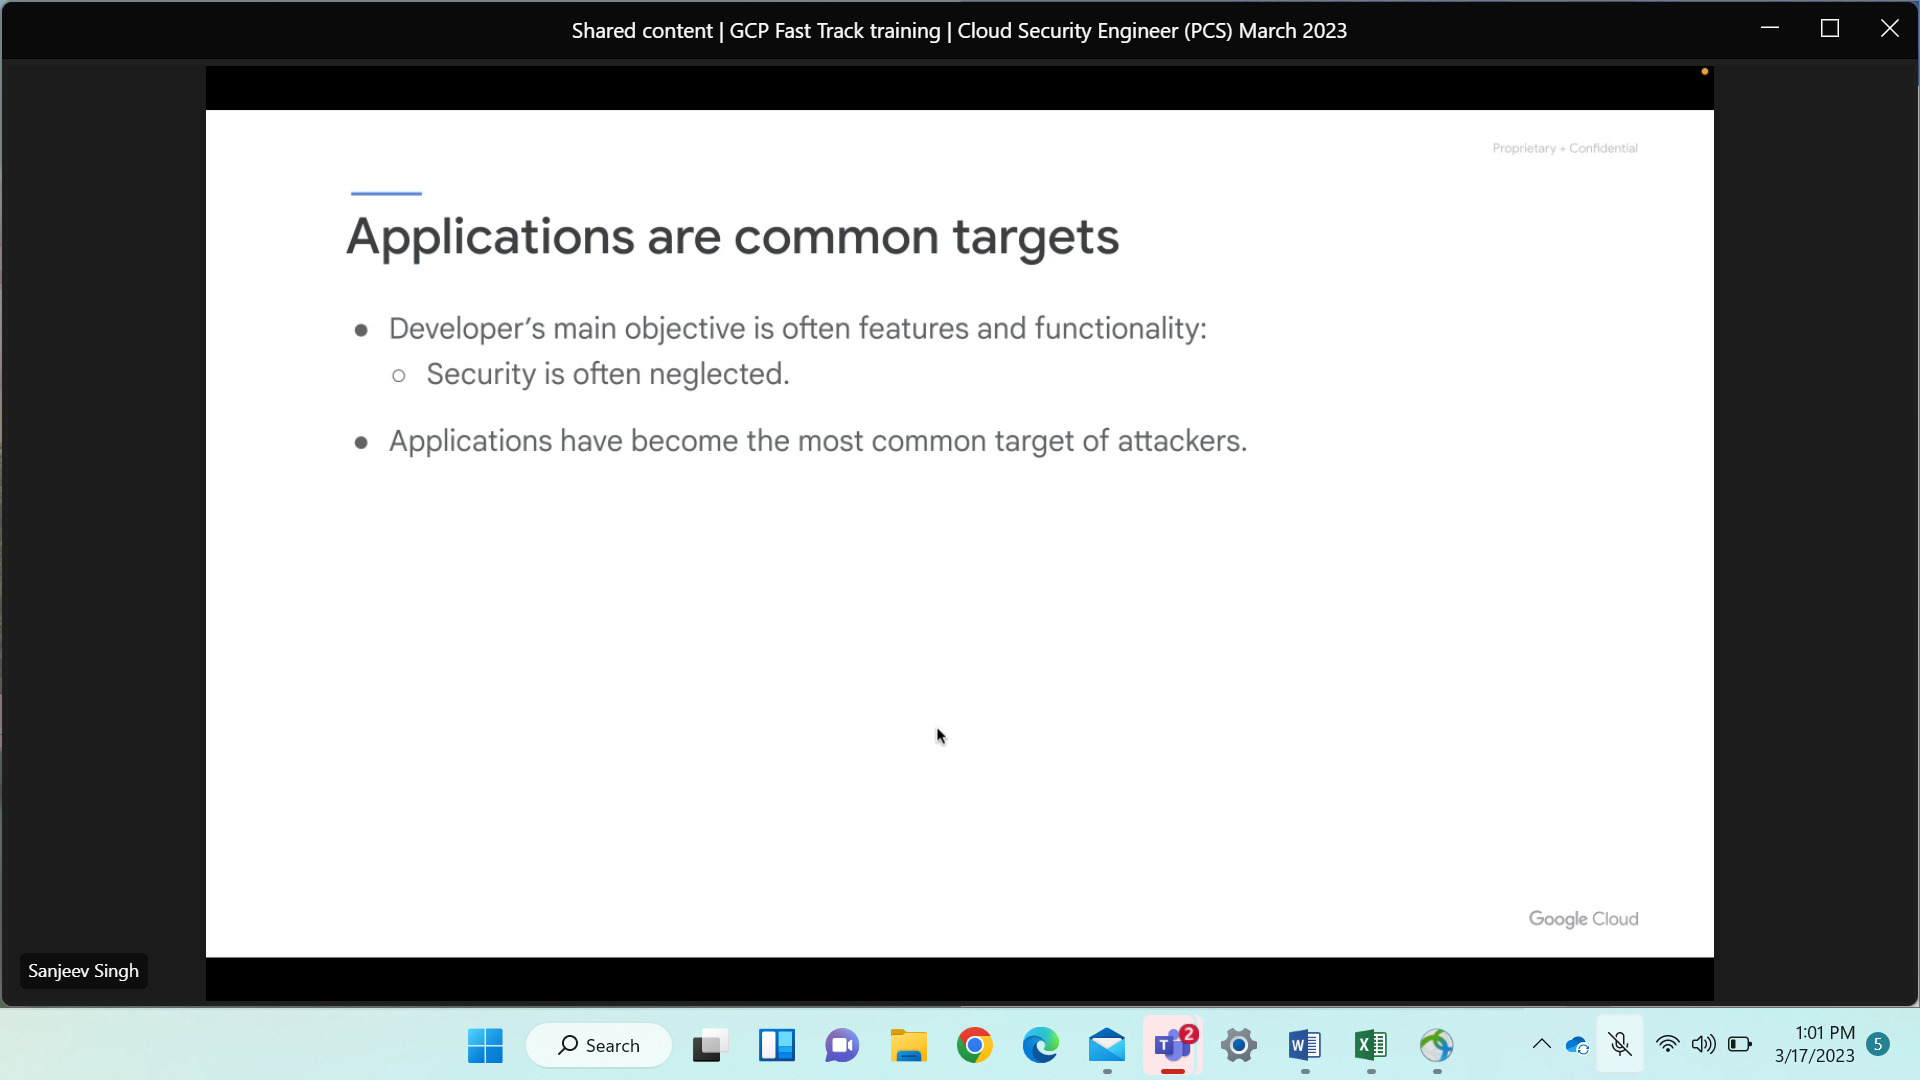 Shared content | GCP Fast Track training | Cloud Security Engineer (PCS) March 2023
Proprietary + Confidential
Applications are common targets
● Developer’s main objective is often features and functionality:
○ Security is often neglected.
● Applications have become the most common target of attackers.
Google Cloud
Sanjeev Singh
Search
T
2
W
X
1:01 PM
3/17/2023
5